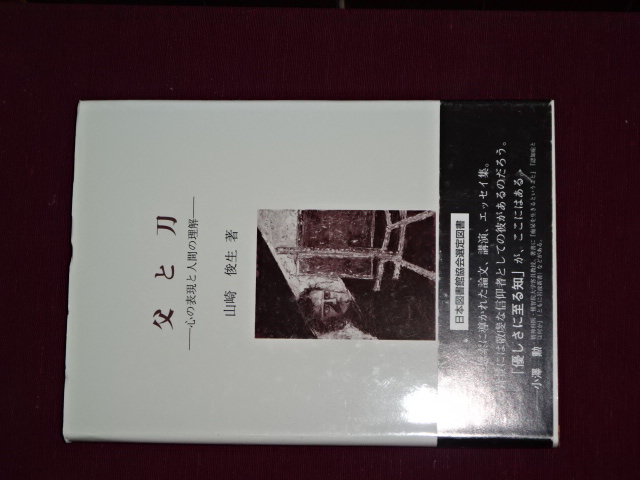 父と刀
―心の表現と人間の理解―
山崎 俊生 著
日本図書館協会選定図書
に導かれた論文、講演、エッセイ集。
には敬虔な信仰者としての彼があるのだろう。
「優しさに至る知」が、ここにはある。
小澤 勲